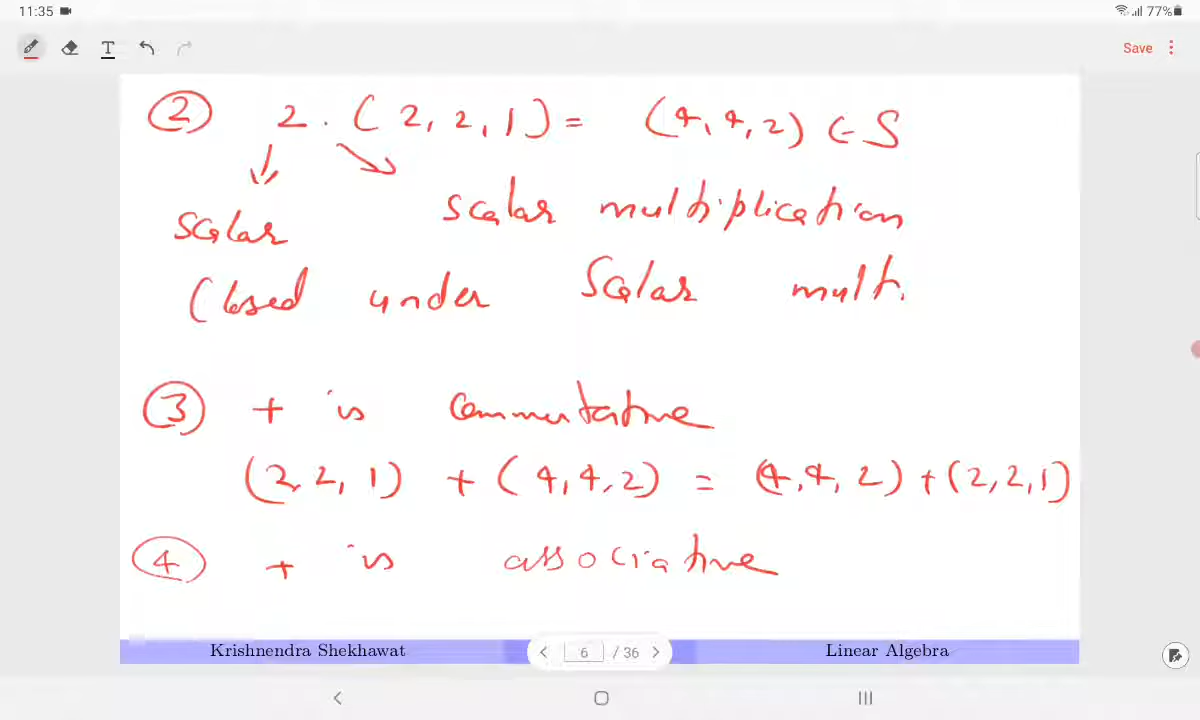 11:35
77%
T
Save
② 2 . (2, 2, 1) = (4, 4, 2) ∈ S
scalar multiplication
scalar
Closed under Scalar mult.
③ + is commutative
(2, 2, 1) + (4, 4, 2) = (4, 4, 2) + (2, 2, 1)
④ + is associative
Krishnendra Shekhawat 6 / 36 Linear Algebra